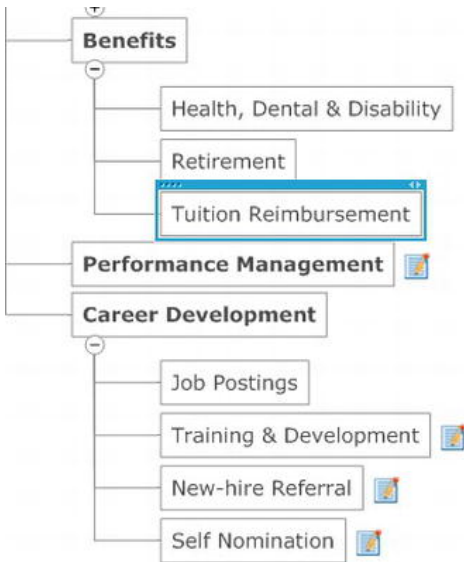 Benefits
Health, Dental & Disability
Retirement
Tuition Reimbursement
Performance Management
Career Development
Job Postings
Training & Development
New-hire Referral
Self Nomination